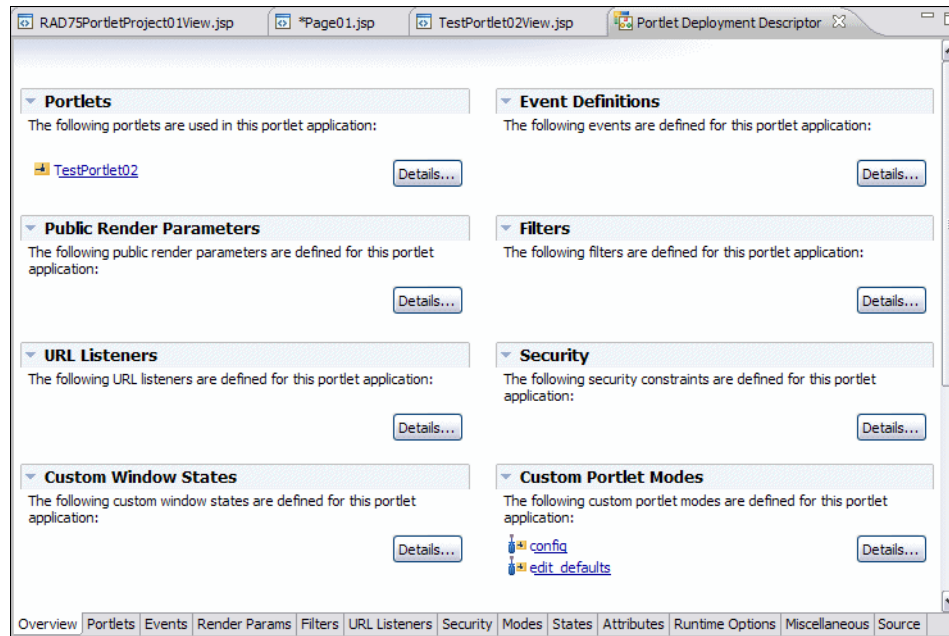 RAD75PortletProject01View.jsp
*Page01.jsp
TestPortlet02View.jsp
Portlet Deployment Descriptor
Portlets
The following portlets are used in this portlet application:
TestPortlet02
Details...
Event Definitions
The following events are defined for this portlet application:
Details...
Public Render Parameters
The following public render parameters are defined for this portlet
application:
Details...
Filters
The following filters are defined for this portlet application:
Details...
URL Listeners
The following URL listeners are defined for this portlet application:
Details...
Security
The following security constraints are defined for this portlet
application:
Details...
Custom Window States
The following custom window states are defined for this portlet
application:
Details...
Custom Portlet Modes
The following custom portlet modes are defined for this portlet
application:
config
edit_defaults
Details...
Overview Portlets Events Render Params Filters URL Listeners Security Modes States Attributes Runtime Options Miscellaneous Source